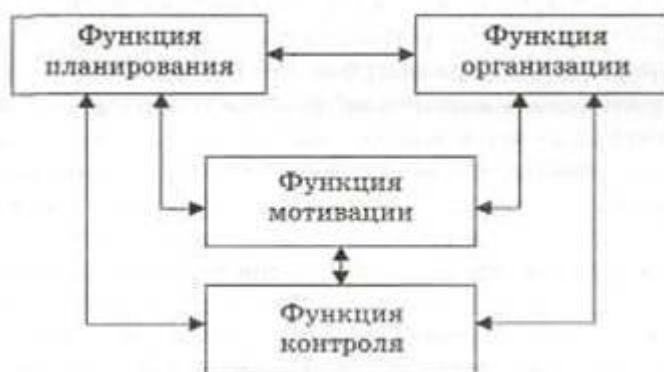 Функция
планирования
Функция
организации
Функция
мотивации
Функция
контроля